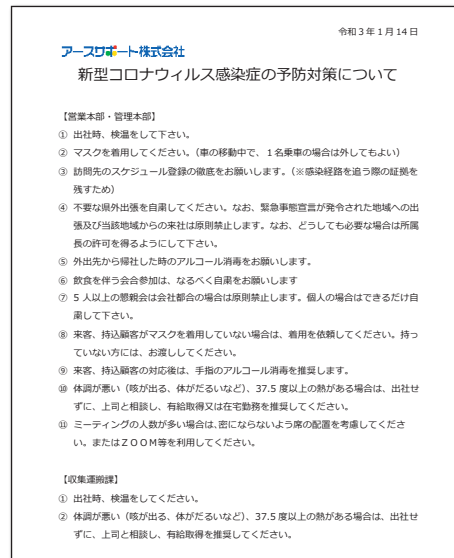 令和３年１月14日
アースサポート株式会社
新型コロナウィルス感染症の予防対策について
【営業本部・管理本部】
① 出社時、検温をして下さい。
② マスクを着用してください。（車の移動中で、１名乗車の場合は外してもよい）
③ 訪問先のスケジュール登録の徹底をお願いします。（※感染経路を追う際の証拠を
残すため）
④ 不要な県外出張を自粛してください。なお、緊急事態宣言が発令された地域への出
張及び当該地域からの来社は原則禁止します。なお、どうしても必要な場合は所属
長の許可を得るようにして下さい。
⑤ 外出先から帰社した時のアルコール消毒をお願いします。
⑥ 飲食を伴う会合参加は、なるべく自粛をお願いします
⑦ 5人以上の懇親会は会社都合の場合は原則禁止します。個人の場合はできるだけ自
粛して下さい。
⑧ 来客、持込顧客がマスクを着用していない場合は、着用を依頼してください。持っ
ていない方には、お渡ししてください。
⑨ 来客、持込顧客の対応後は、手指のアルコール消毒を推奨します。
⑩ 体調が悪い（咳が出る、体がだるいなど）、37.5度以上の熱がある場合は、出社せ
ずに、上司と相談し、有給取得又は在宅勤務を推奨してください。
⑪ ミーティングの人数が多い場合は、密にならないよう席の配置を考慮してくださ
い。またはＺＯＯＭ等を利用してください。
【収集運搬課】
① 出社時、検温をしてください。
② 体調が悪い（咳が出る、体がだるいなど）、37.5度以上の熱がある場合は、出社せ
ずに、上司と相談し、有給取得を推奨してください。